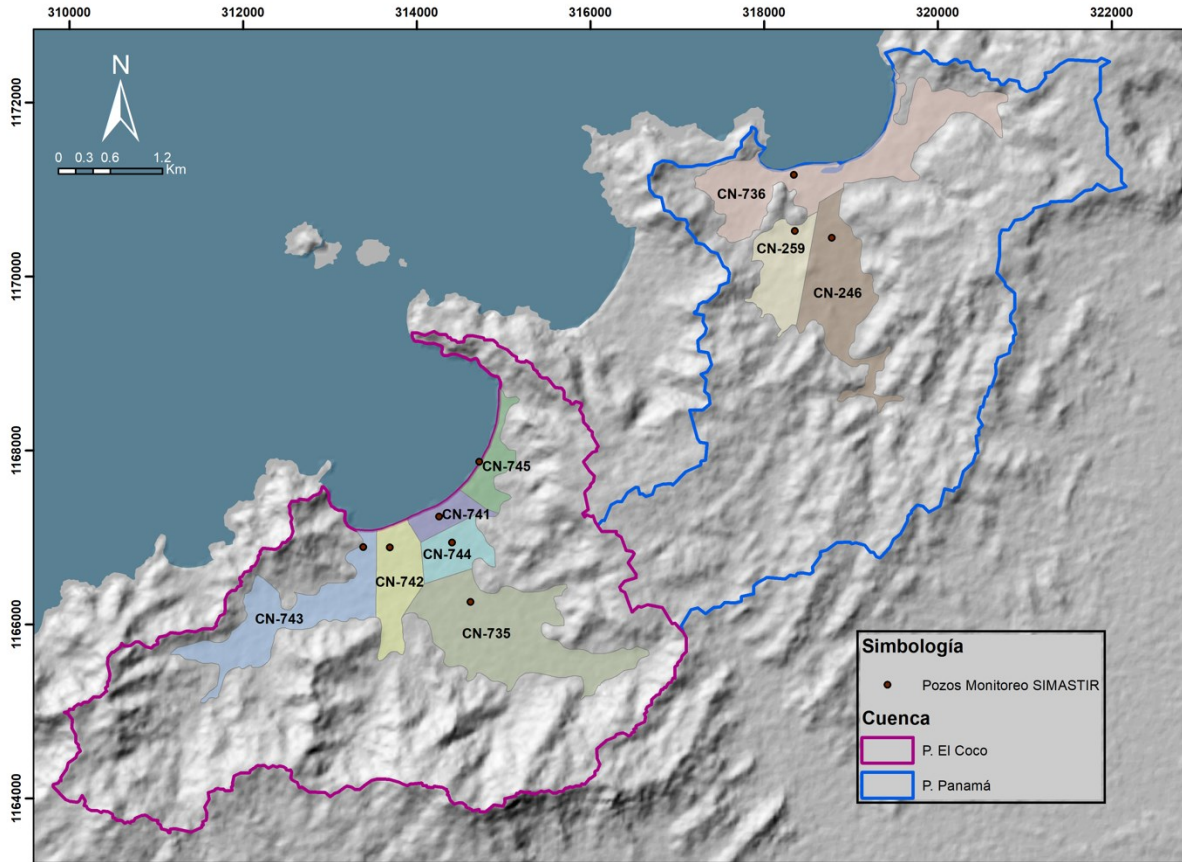 310000 312000 314000 316000 318000 320000 322000
1172000
1170000
1168000
1166000
1164000
N
0 0.3 0.6 1.2
Km
CN-736
CN-259
CN-246
CN-745
CN-741
CN-744
CN-742
CN-743
CN-735
Simbología
Pozos Monitoreo SIMASTIR
Cuenca
P. El Coco
P. Panamá